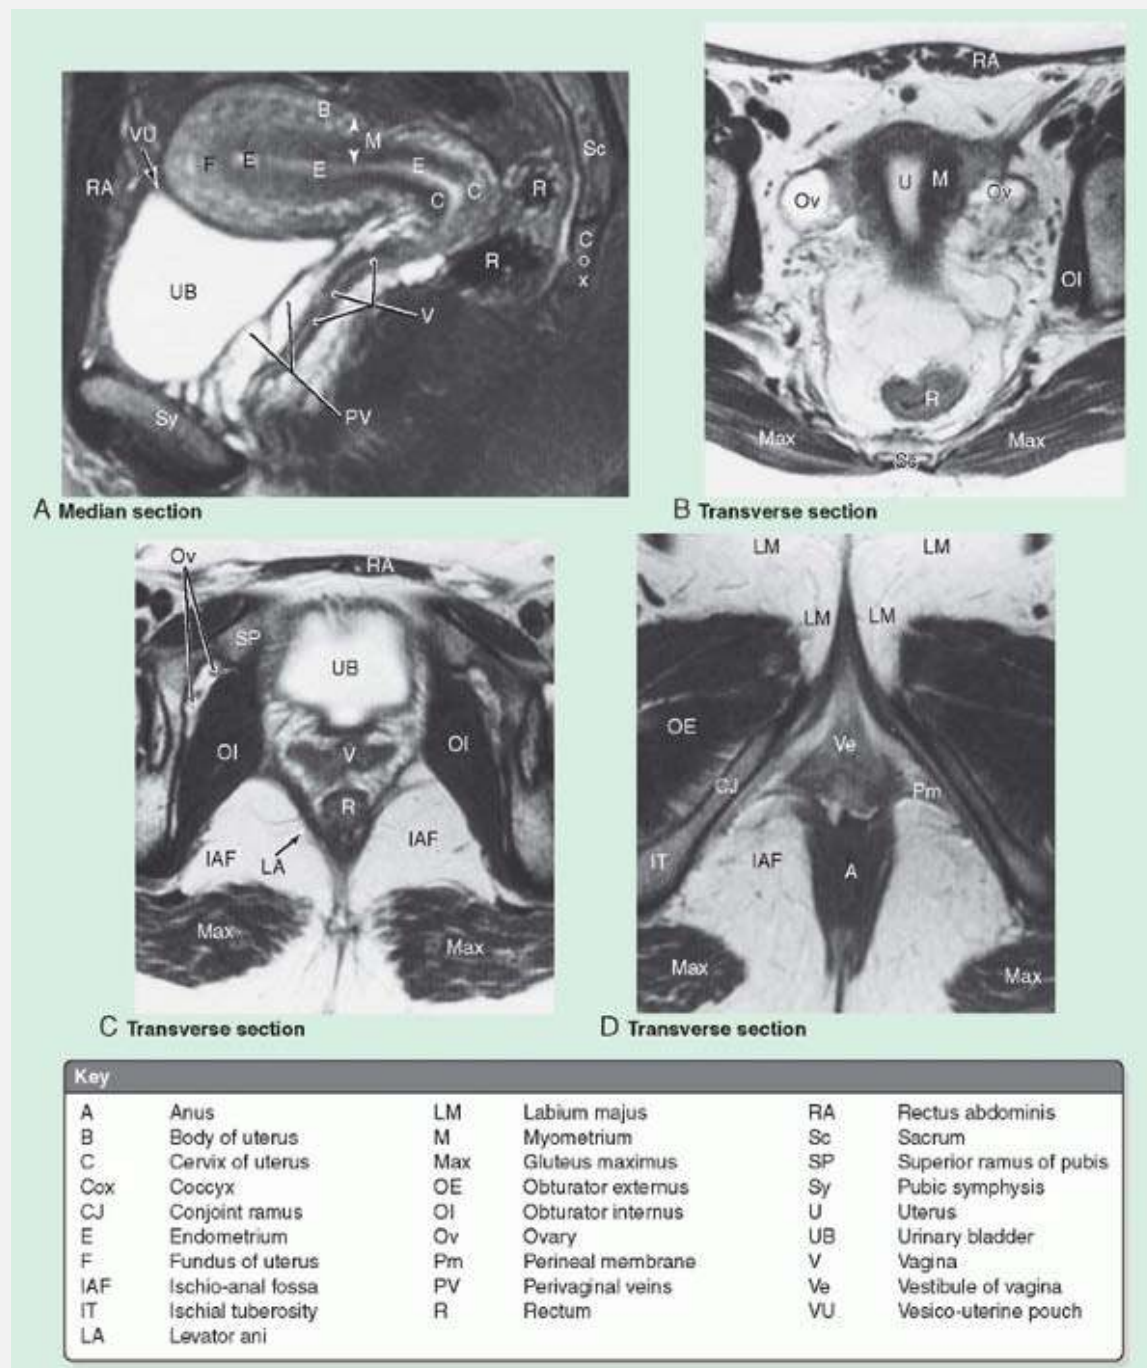 VU
B
M
F
E
E
E
Sc
RA
C
C
R
C
o
x
UB
R
V
Sy
PV
A Median section
RA
U
M
Ov
Ov
OI
R
Max
Max
Sc
B Transverse section
Ov
RA
SP
UB
OI
V
OI
R
IAF
LA
IAF
Max
Max
C Transverse section
LM
LM
LM
LM
OE
Ve
CJ
Pm
IT
IAF
A
Max
Max
D Transverse section
Key
A Anus
B Body of uterus
C Cervix of uterus
Cox Coccyx
CJ Conjoint ramus
E Endometrium
F Fundus of uterus
IAF Ischio-anal fossa
IT Ischial tuberosity
LA Levator ani
LM Labium majus
M Myometrium
Max Gluteus maximus
OE Obturator externus
OI Obturator internus
Ov Ovary
Pm Perineal membrane
PV Perivaginal veins
R Rectum
RA Rectus abdominis
Sc Sacrum
SP Superior ramus of pubis
Sy Pubic symphysis
U Uterus
UB Urinary bladder
V Vagina
Ve Vestibule of vagina
VU Vesico-uterine pouch